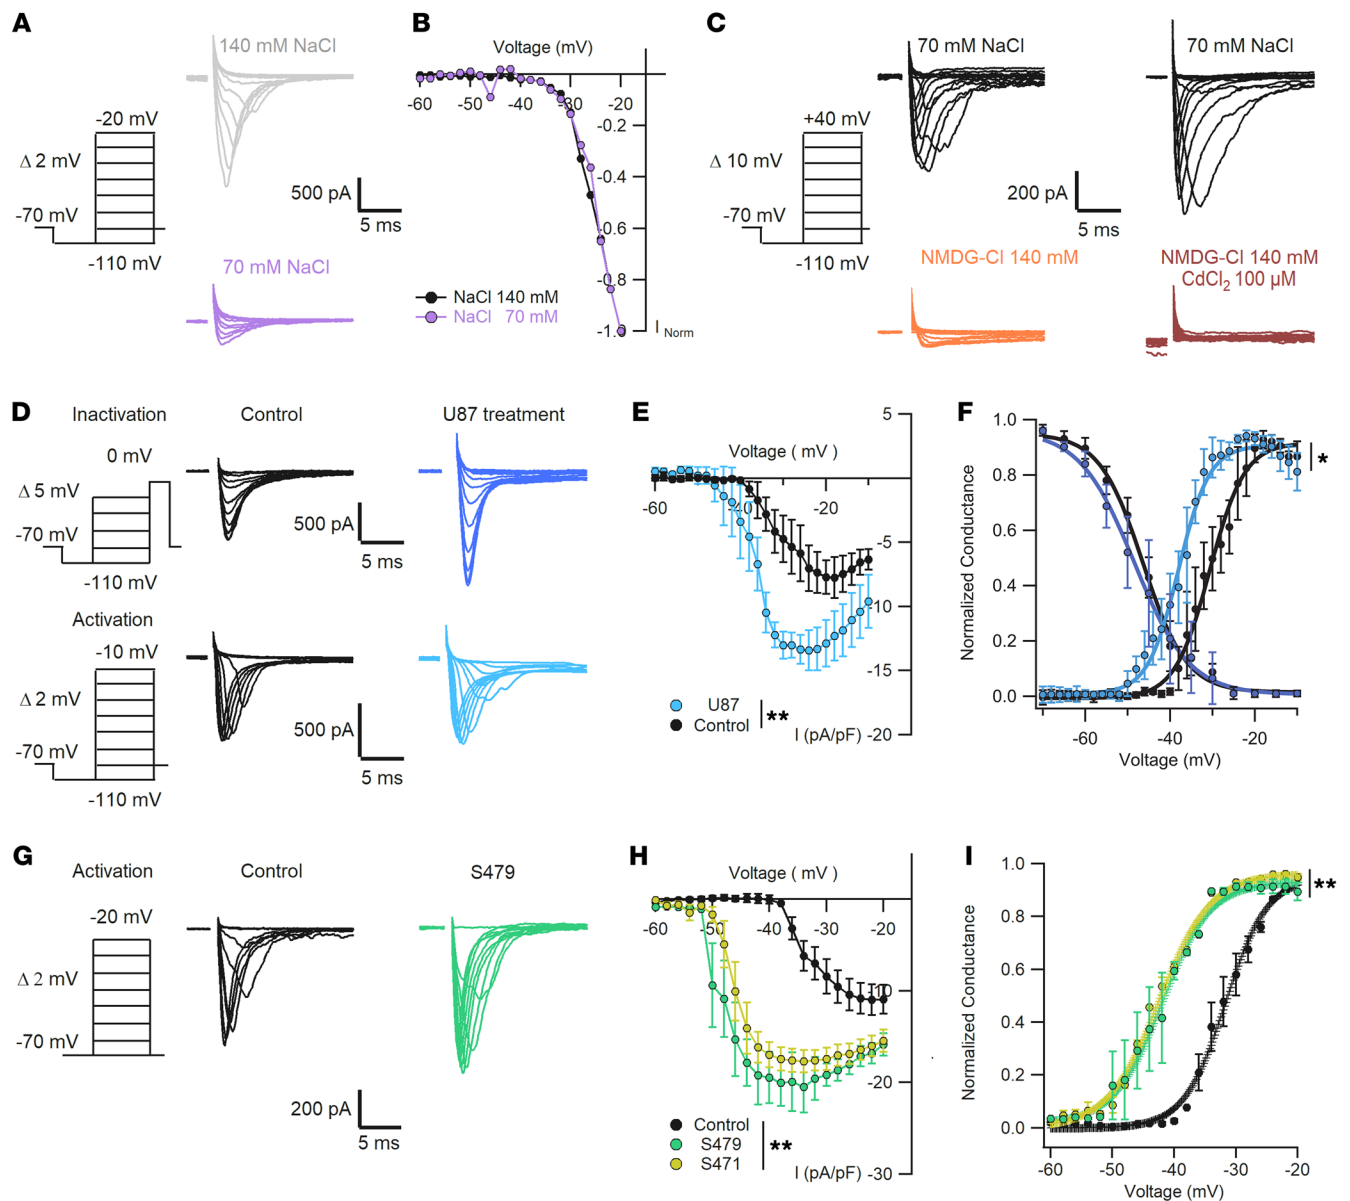 A
140 mM NaCl
-20 mV
Δ 2 mV
-70 mV
-110 mV
500 pA
5 ms
70 mM NaCl
B
Voltage (mV)
-60 -50 -40 -30 -20
-0.2
-0.4
-0.6
-0.8
-1.0
I Norm
NaCl 140 mM
NaCl 70 mM
C
70 mM NaCl
70 mM NaCl
+40 mV
Δ 10 mV
-70 mV
-110 mV
200 pA
5 ms
NMDG-Cl 140 mM
NMDG-Cl 140 mM
CdCl2 100 µM
D
Inactivation
Control
U87 treatment
0 mV
Δ 5 mV
-70 mV
-110 mV
500 pA
5 ms
Activation
-10 mV
Δ 2 mV
-70 mV
-110 mV
500 pA
5 ms
E
5
Voltage ( mV)
-60 -40 -20
-5
-10
-15
-20
I (pA/pF)
U87
Control
**
F
Normalized Conductance
1.0
0.8
0.6
0.4
0.2
0.0
-60 -40 -20
Voltage (mV)
*
G
Activation
Control
S479
-20 mV
Δ 2 mV
-70 mV
200 pA
5 ms
H
Voltage ( mV)
-60 -50 -40 -30 -20
-10
-20
-30
I (pA/pF)
Control
S479
S471
**
I
Normalized Conductance
1.0
0.8
0.6
0.4
0.2
0.0
-60 -50 -40 -30 -20
Voltage (mV)
**